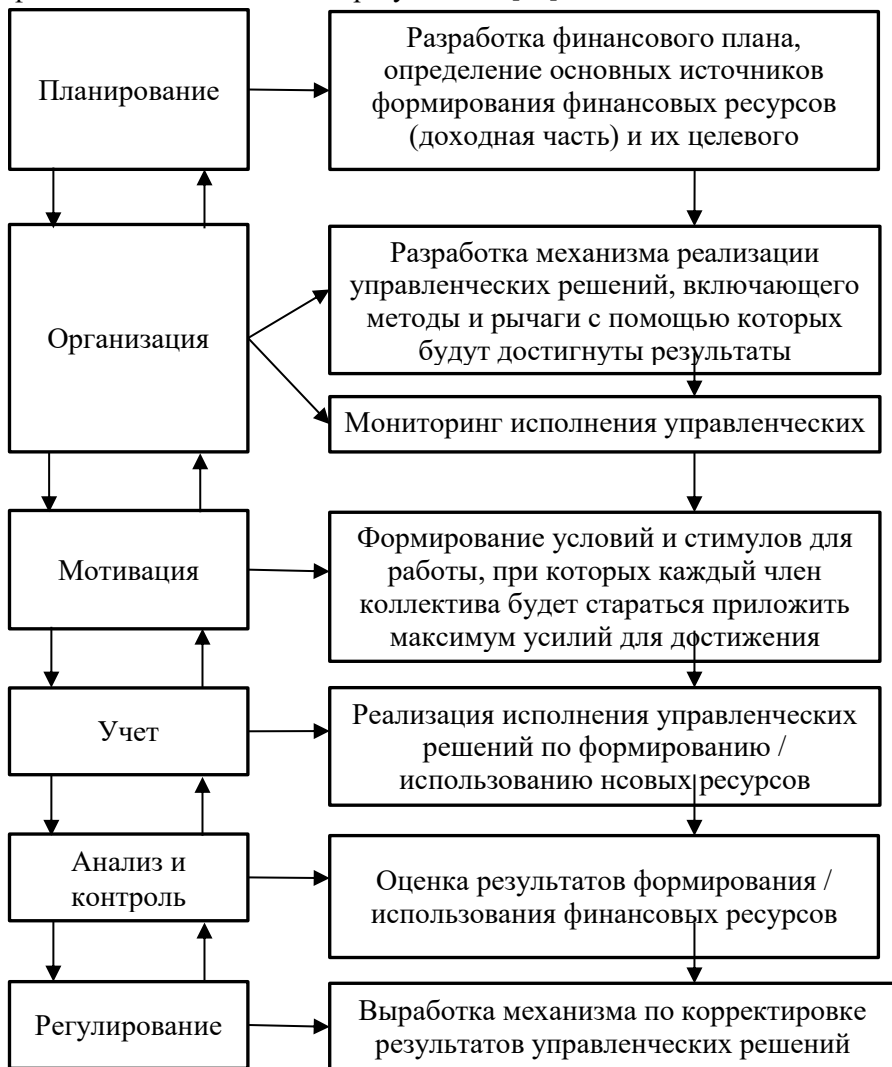 Планирование
Разработка финансового плана,
определение основных источников
формирования финансовых ресурсов
(доходная часть) и их целевого
Организация
Разработка механизма реализации
управленческих решений, включающего
методы и рычаги с помощью которых
будут достигнуты результаты
Мониторинг исполнения управленческих
Мотивация
Формирование условий и стимулов для
работы, при которых каждый член
коллектива будет стараться приложить
максимум усилий для достижения
Учет
Реализация исполнения управленческих
решений по формированию /
использованию нсовых ресурсов
Анализ и
контроль
Оценка результатов формирования /
использования финансовых ресурсов
Регулирование
Выработка механизма по корректировке
результатов управленческих решений